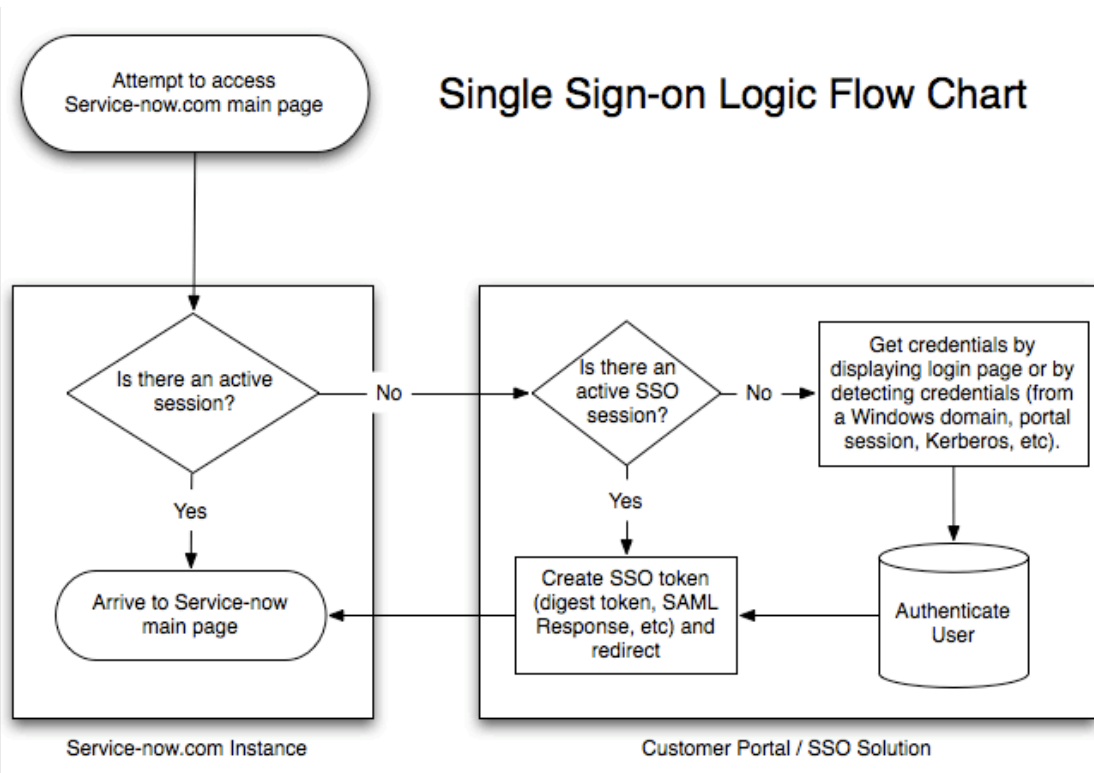 Attempt to access
Service-now.com main page
Single Sign-on Logic Flow Chart
Is there an active
session?
No
Yes
Arrive to Service-now
main page
Is there an
active SSO
session?
No
Yes
Get credentials by
displaying login page or by
detecting credentials (from
a Windows domain, portal
session, Kerberos, etc).
Create SSO token
(digest token, SAML
Response, etc) and
redirect
Authenticate
User
Service-now.com Instance
Customer Portal / SSO Solution